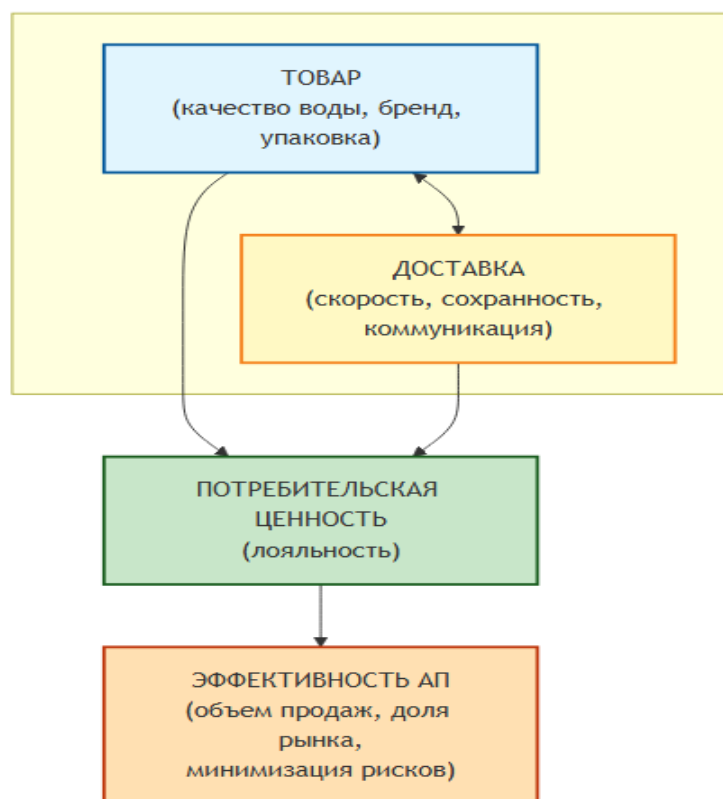 ТОВАР
(качество воды, бренд,
упаковка)
ДОСТАВКА
(скорость, сохранность,
коммуникация)
ПОТРЕБИТЕЛЬСКАЯ
ЦЕННОСТЬ
(лояльность)
ЭФФЕКТИВНОСТЬ АП
(объем продаж, доля
рынка,
минимизация рисков)